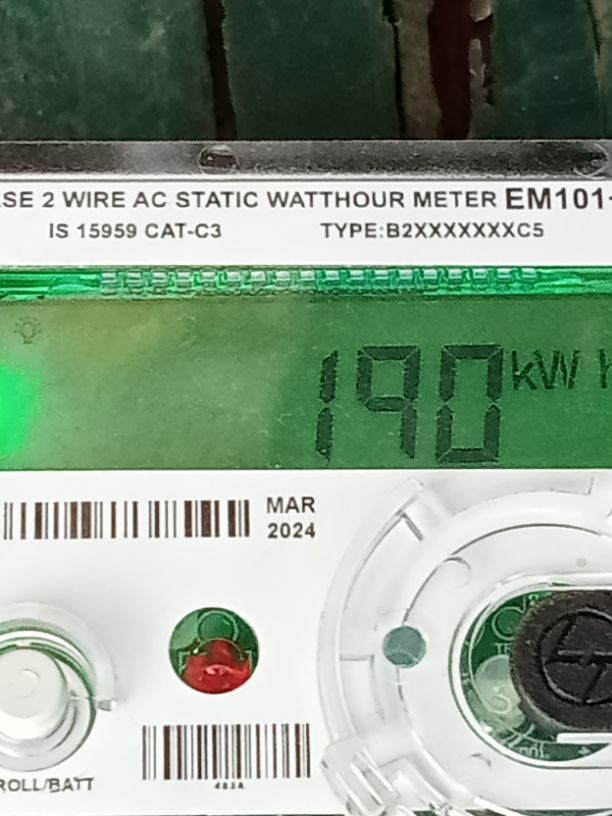 SE 2 WIRE AC STATIC WATTHOUR METER EM101
IS 15959 CAT-C3 TYPE:B2XXXXXXXC5
190 kW h
MAR
2024
ROLL/BATT